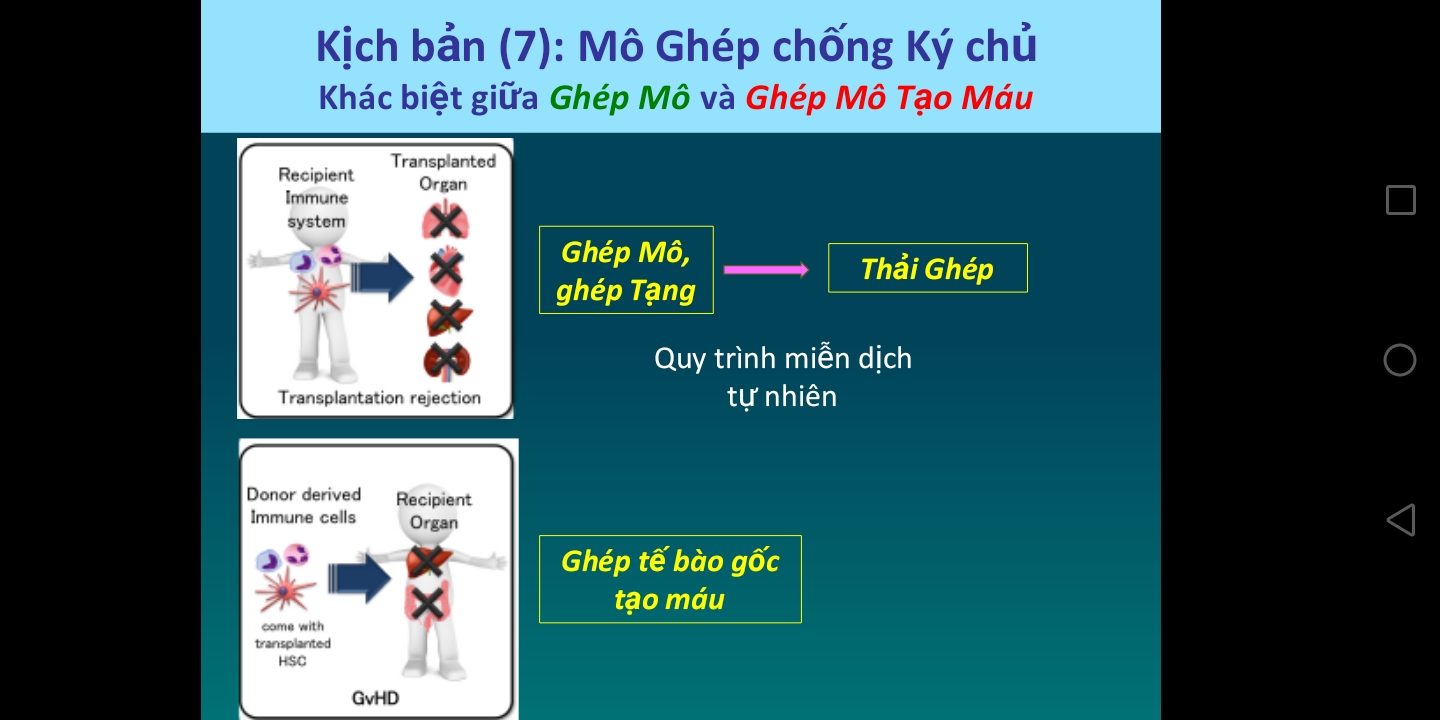 Kịch bản (7): Mô Ghép chống Ký chủ
Khác biệt giữa Ghép Mô và Ghép Mô Tạo Máu
Recipient
Immune
system
Transplanted
Organ
Transplantation rejection
Ghép Mô,
ghép Tạng
Thải Ghép
Quy trình miễn dịch
tự nhiên
Donor derived
Immune cells
Recipient
Organ
come with
transplanted
HSC
GvHD
Ghép tế bào gốc
tạo máu